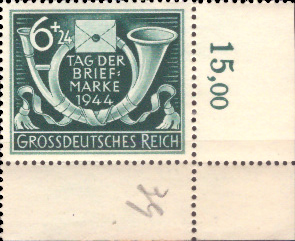 6+24
TAG DER
BRIEF=
MARKE
1944
GROSSDEUTSCHES REICH
15,00